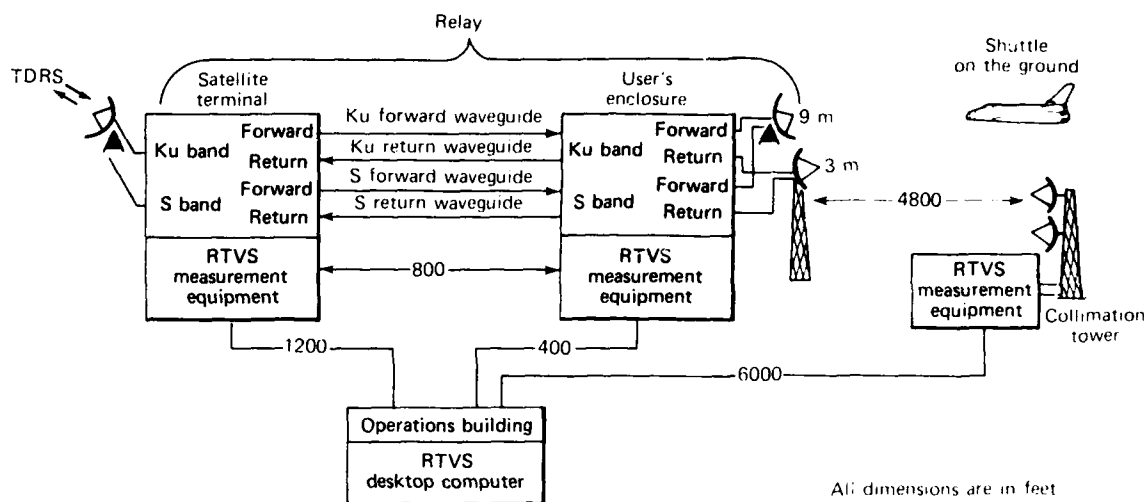 Relay
Shuttle
on the ground
TDRS
Satellite
terminal
User's
enclosure
Ku forward waveguide
Ku return waveguide
S forward waveguide
S return waveguide
Ku band
S band
Forward
Return
Forward
Return
Ku band
S band
Forward
Return
Forward
Return
9 m
3 m
4800
RTVS
measurement
equipment
800
RTVS
measurement
equipment
RTVS
measurement
equipment
Collimation
tower
1200
400
6000
Operations building
RTVS
desktop computer
All dimensions are in feet